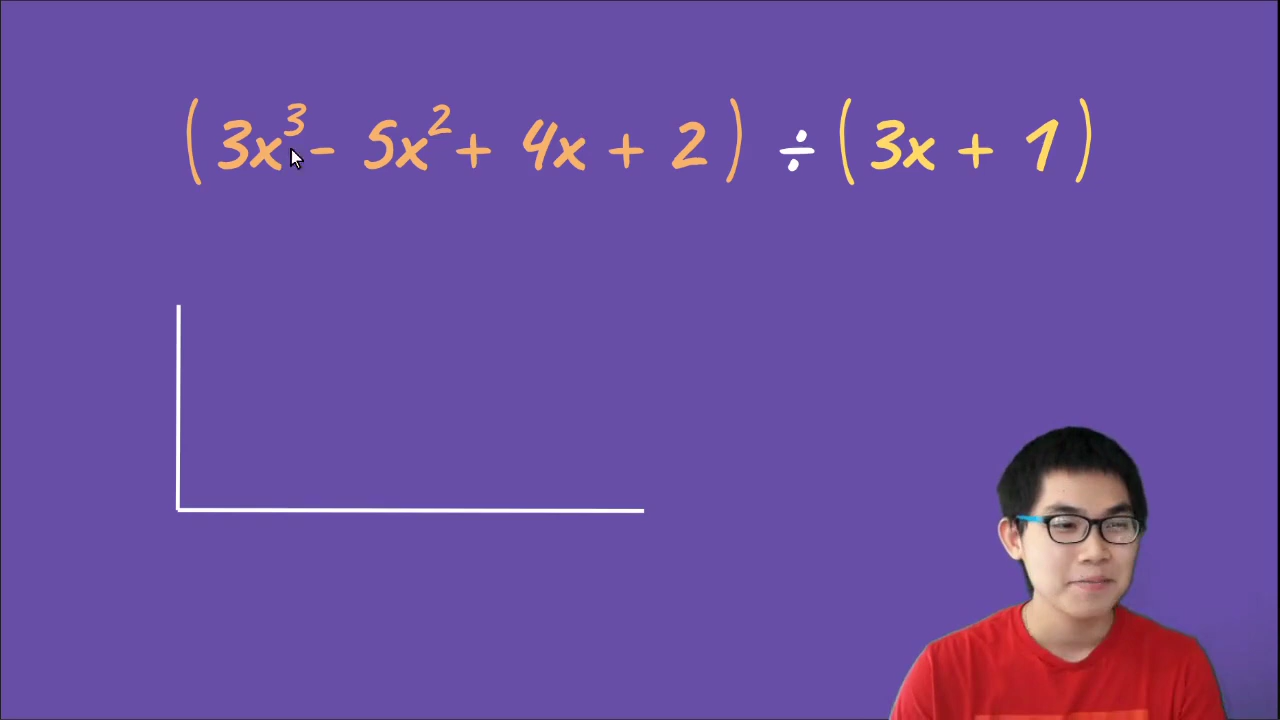 (3x³ - 5x² + 4x + 2) ÷ (3x + 1)